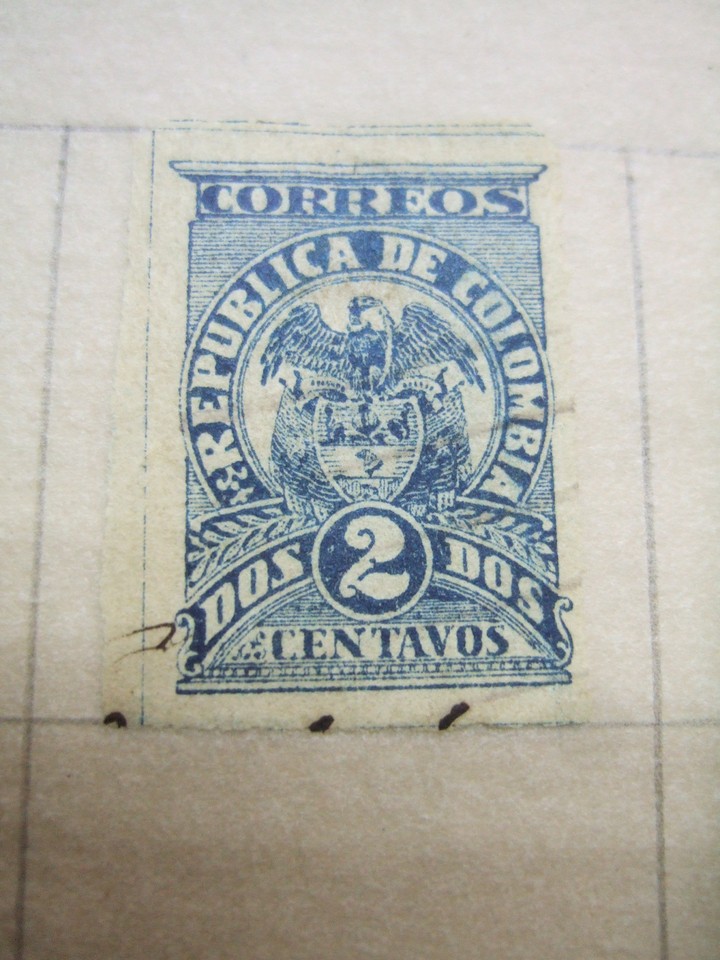 CORREOS
REPUBLICA DE COLOMBIA
DOS 2 DOS
CENTAVOS